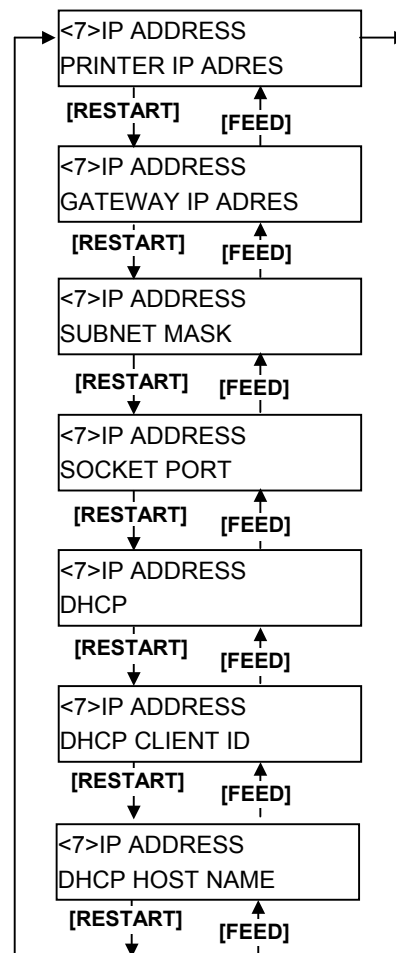 <7>IP ADDRESS
PRINTER IP ADRES
[RESTART]
[FEED]
<7>IP ADDRESS
GATEWAY IP ADRES
[RESTART]
[FEED]
<7>IP ADDRESS
SUBNET MASK
[RESTART]
[FEED]
<7>IP ADDRESS
SOCKET PORT
[RESTART]
[FEED]
<7>IP ADDRESS
DHCP
[RESTART]
[FEED]
<7>IP ADDRESS
DHCP CLIENT ID
[RESTART]
[FEED]
<7>IP ADDRESS
DHCP HOST NAME
[RESTART]
[FEED]